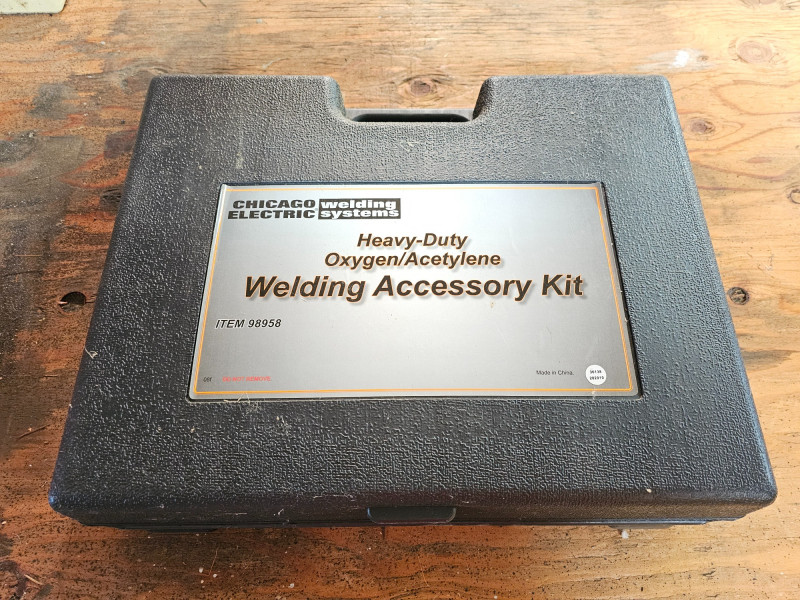 CHICAGO ELECTRIC welding systems
Heavy-Duty
Oxygen/Acetylene
Welding Accessory Kit
ITEM 98958
Made in China.